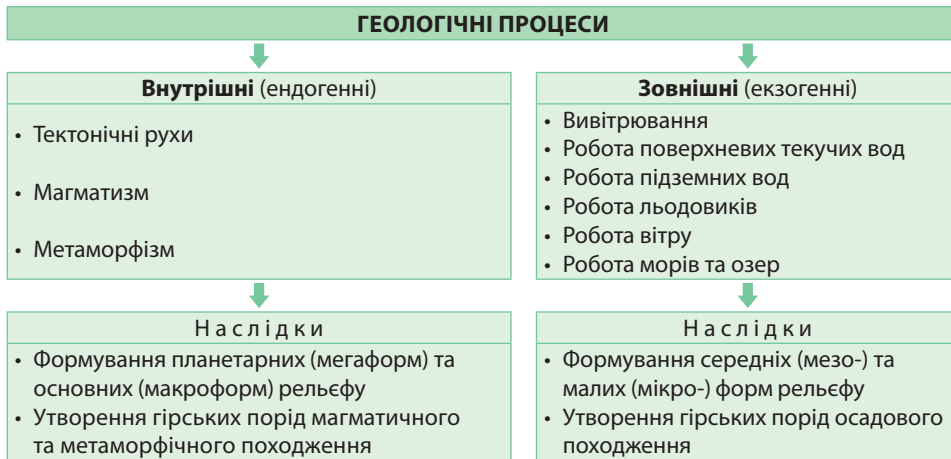 ГЕОЛОГІЧНІ ПРОЦЕСИ
Внутрішні (ендогенні)
• Тектонічні рухи
• Магматизм
• Метаморфізм
Зовнішні (екзогенні)
• Вивітрювання
• Робота поверхневих текучих вод
• Робота підземних вод
• Робота льодовиків
• Робота вітру
• Робота морів та озер
Наслідки
• Формування планетарних (мегаформ) та
основних (макроформ) рельєфу
• Утворення гірських порід магматичного
та метаморфічного походження
Наслідки
• Формування середніх (мезо-) та
малих (мікро-) форм рельєфу
• Утворення гірських порід осадового
походження